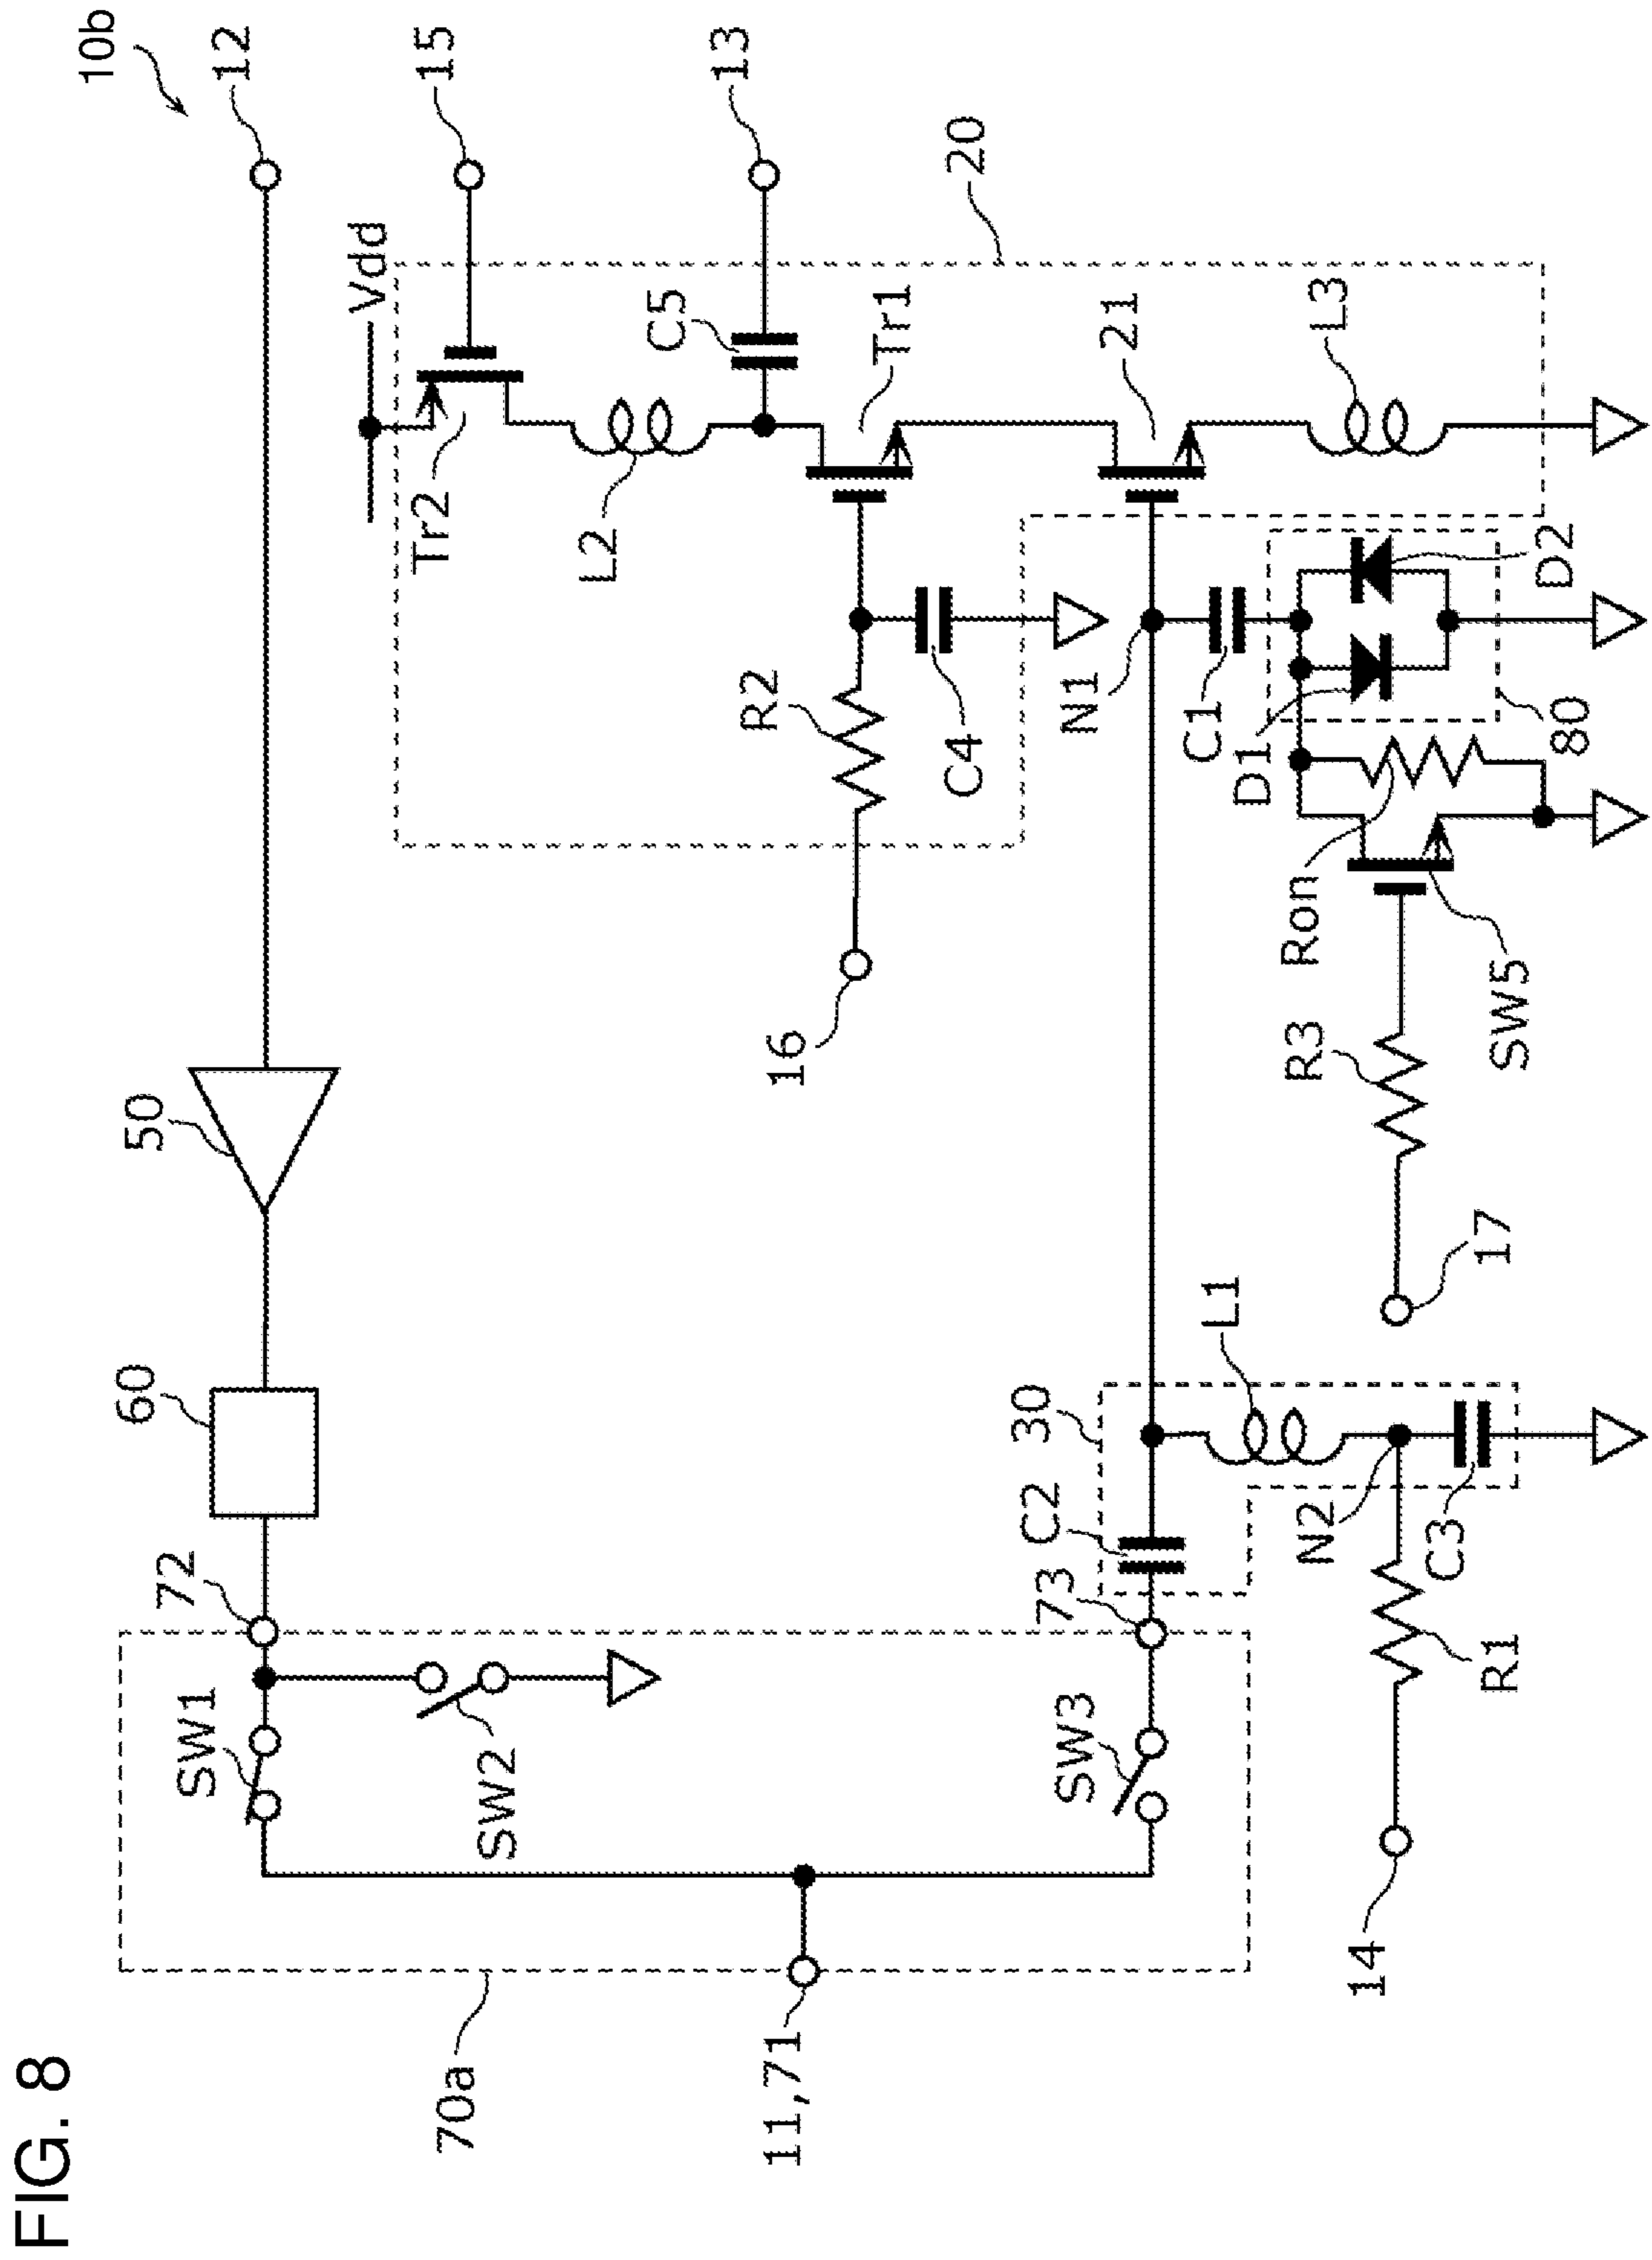 FIG. 8
10b
12
15
13
Vdd
20
C5
Tr1
21
L3
Tr2
L2
D2
R2
C4
N1
C1
D1
80
Ron
SW5
16
R3
50
17
L1
60
30
C2
N2
C3
72
73
R1
SW1
SW2
SW3
14
70a
11,71